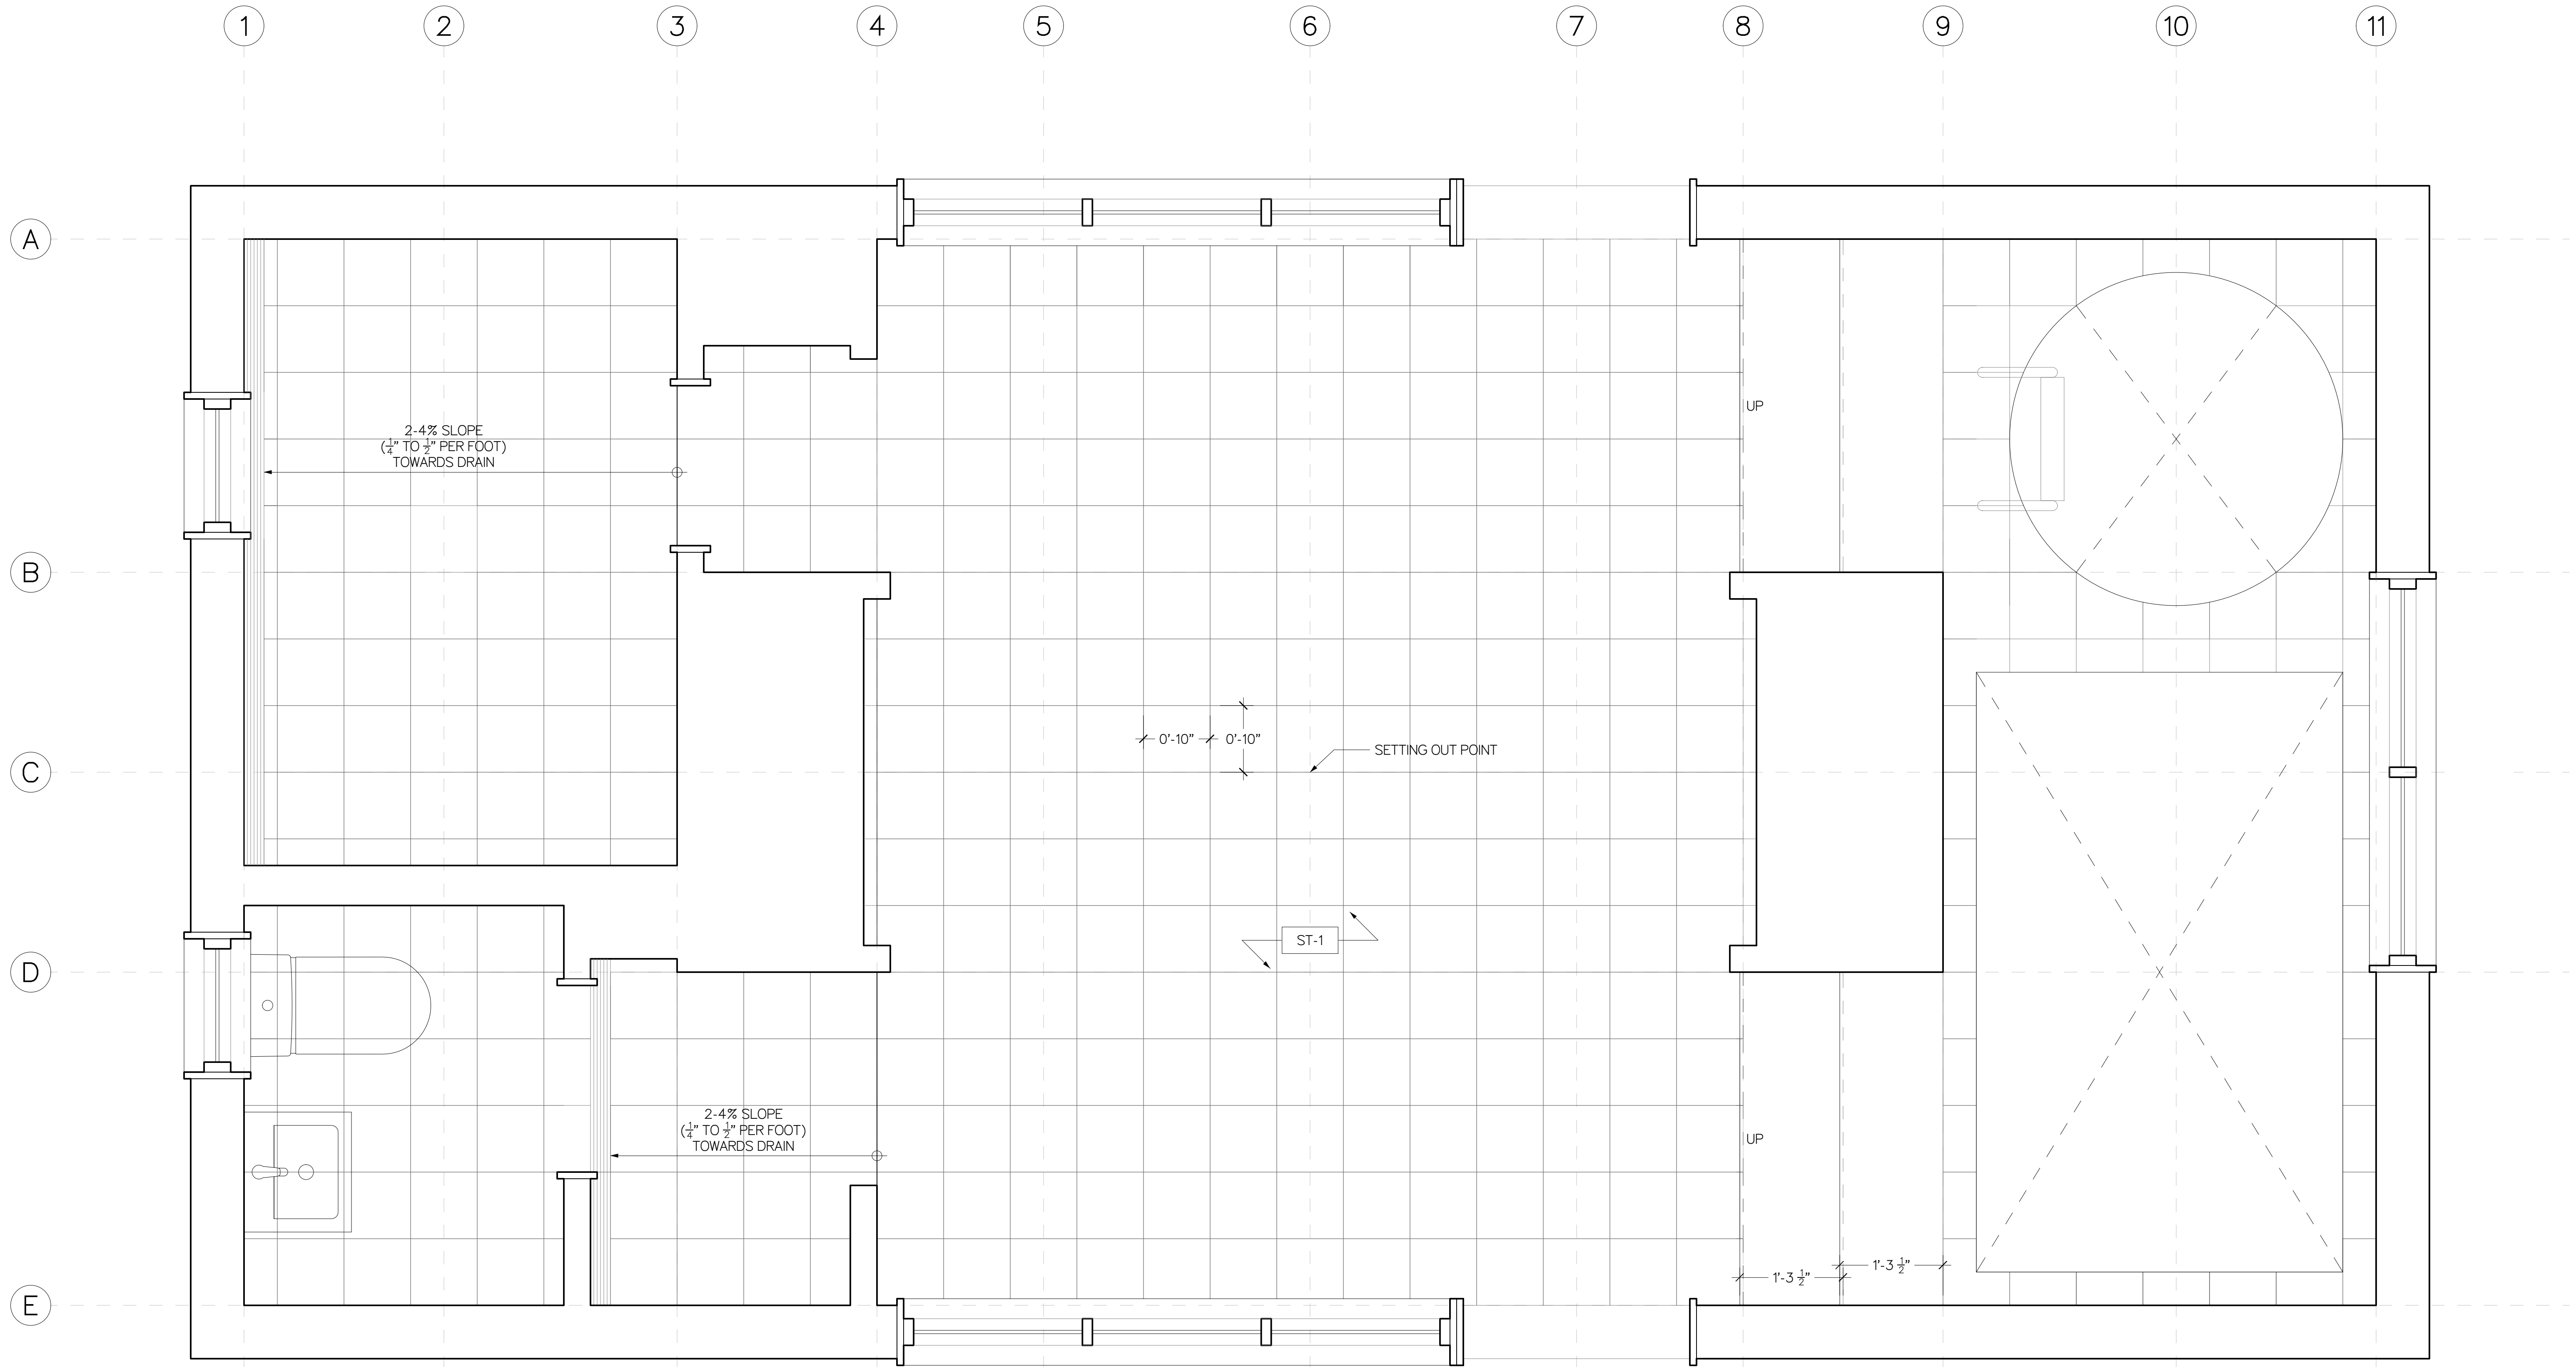 1 2 3 4 5 6 7 8 9 10 11
A
2-4% SLOPE
(1/4" TO 1/2" PER FOOT)
TOWARDS DRAIN
UP
B
0'-10" 0'-10" SETTING OUT POINT
C
ST-1
D
2-4% SLOPE
(1/4" TO 1/2" PER FOOT)
TOWARDS DRAIN
UP
1'-3 1/2" 1'-3 1/2"
E